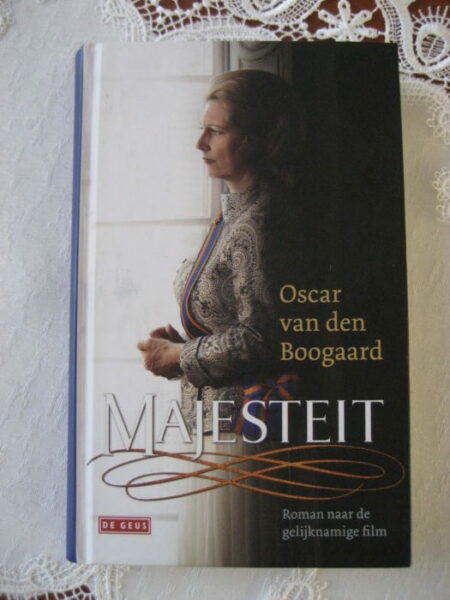 Oscar
van den
Boogaard
MAJESTEIT
DE GEUS
Roman naar de
gelijknamige film